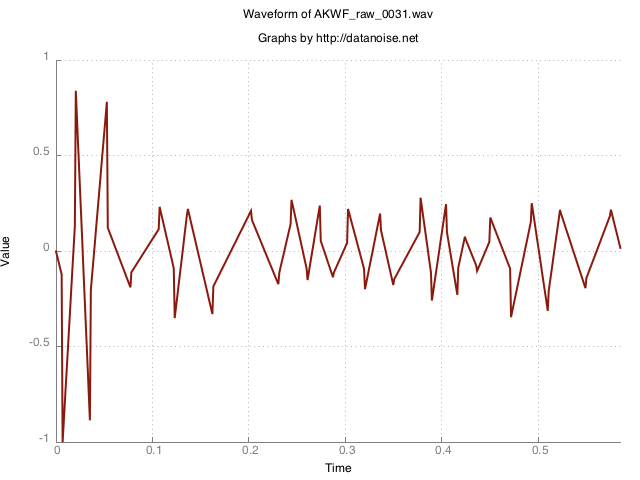 Waveform of AKWF_raw_0031.wav
Graphs by http://datanoise.net
1
0.5
0
-0.5
-1
Value
0 0.1 0.2 0.3 0.4 0.5
Time